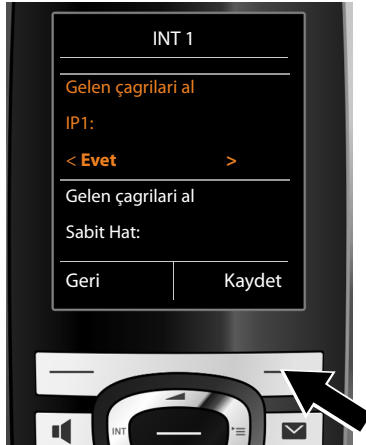 INT 1
Gelen çagrilari al
IP1:
< Evet >
Gelen çagrilari al
Sabit Hat:
Geri Kaydet
INT